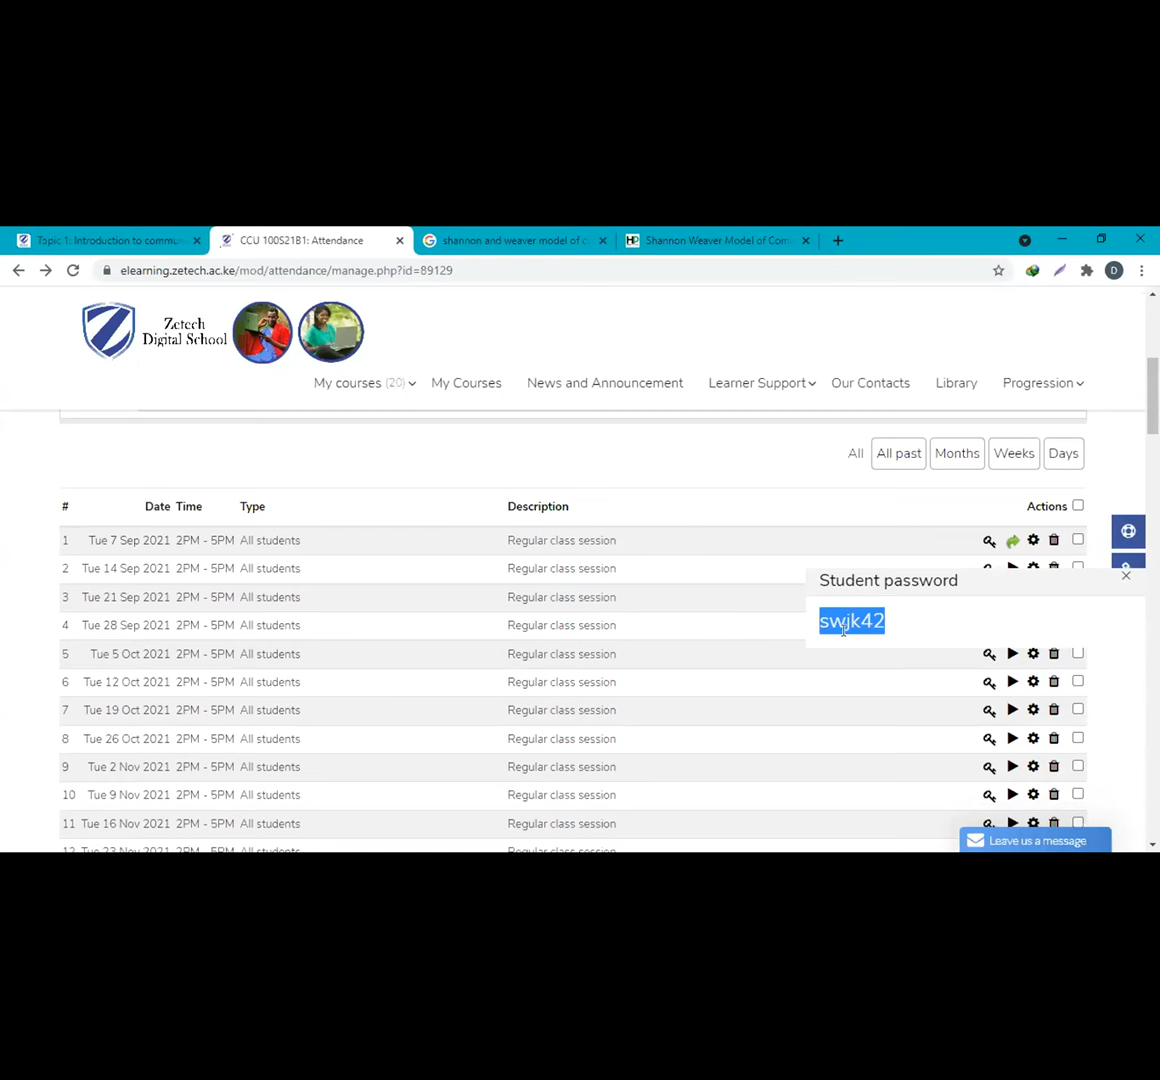 Topic 1: Introduction to commun
CCU 100S21B1: Attendance
shannon and weaver model of c
Shannon Weaver Model of Com
elearning.zetech.ac.ke/mod/attendance/manage.php?id=89129
D
Zetech
Digital School
My courses (20)
My Courses
News and Announcement
Learner Support
Our Contacts
Library
Progression
All
All past
Months
Weeks
Days
# Date Time Type Description Actions
1 Tue 7 Sep 2021 2PM - 5PM All students Regular class session
2 Tue 14 Sep 2021 2PM - 5PM All students Regular class session
3 Tue 21 Sep 2021 2PM - 5PM All students Regular class session
4 Tue 28 Sep 2021 2PM - 5PM All students Regular class session
5 Tue 5 Oct 2021 2PM - 5PM All students Regular class session
6 Tue 12 Oct 2021 2PM - 5PM All students Regular class session
7 Tue 19 Oct 2021 2PM - 5PM All students Regular class session
8 Tue 26 Oct 2021 2PM - 5PM All students Regular class session
9 Tue 2 Nov 2021 2PM - 5PM All students Regular class session
10 Tue 9 Nov 2021 2PM - 5PM All students Regular class session
11 Tue 16 Nov 2021 2PM - 5PM All students Regular class session
12 Tue 23 Nov 2021 2PM - 5PM All students Regular class session
Student password
swjk42
Leave us a message